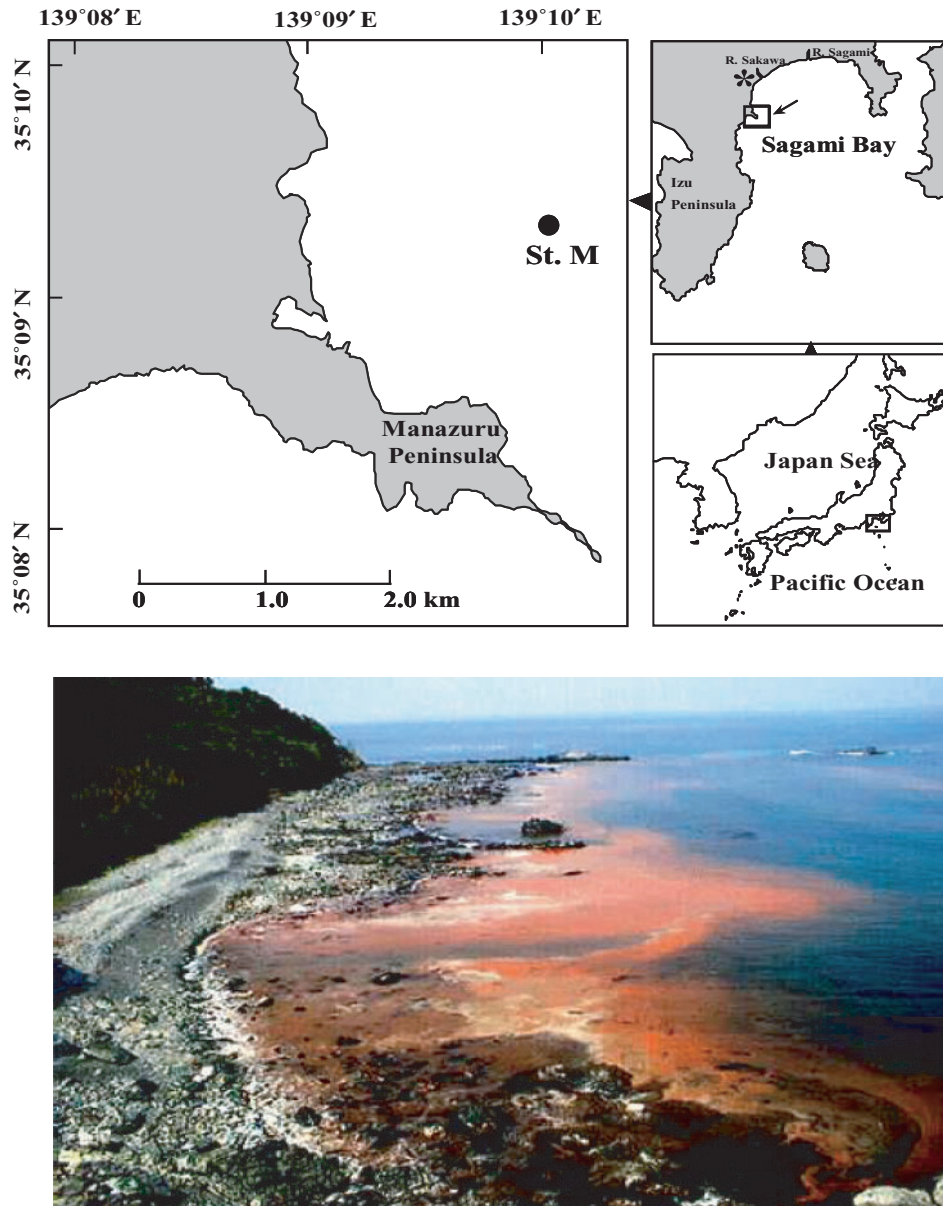 139°08′ E
139°09′ E
139°10′ E
35°10′ N
35°09′ N
35°08′ N
St. M
Manazuru
Peninsula
0
1.0
2.0 km
R. Sakawa
R. Sagami
*
Sagami Bay
Izu
Peninsula
Japan Sea
Pacific Ocean